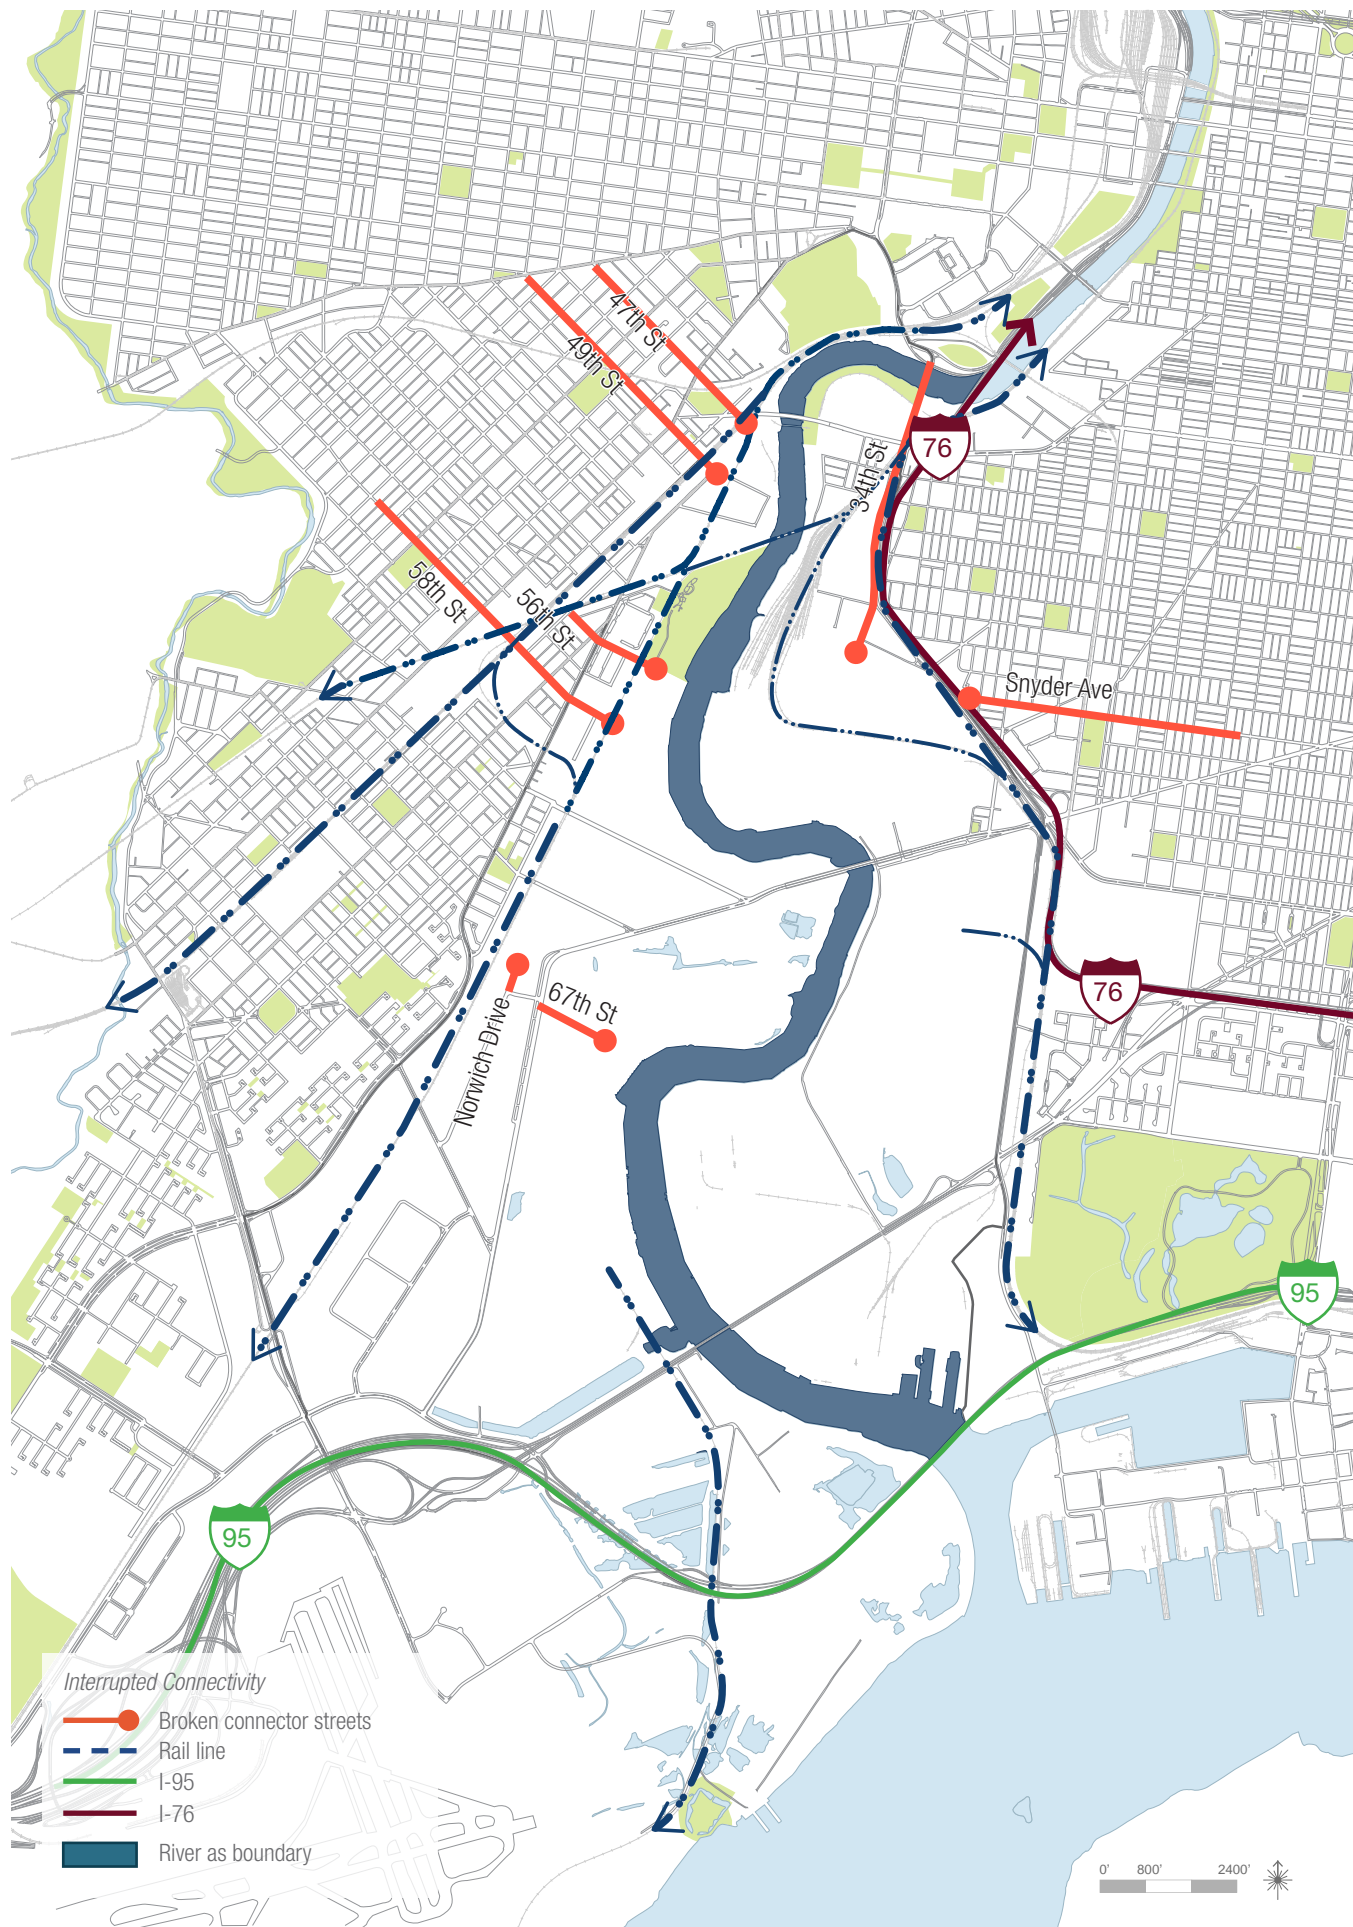 47th St
49th St
34th St
76
58th St
56th St
Snyder Ave
76
67th St
Norwich Drive
95
95
Interrupted Connectivity
Broken connector streets
Rail line
I-95
I-76
River as boundary
0' 800' 2400'